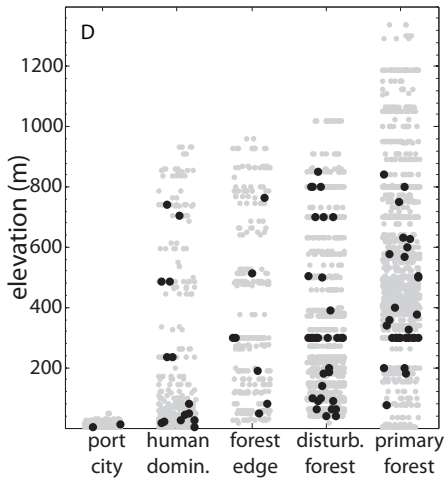 D
elevation (m)
1200
1000
800
600
400
200
port city
human domin.
forest edge
disturb. forest
primary forest